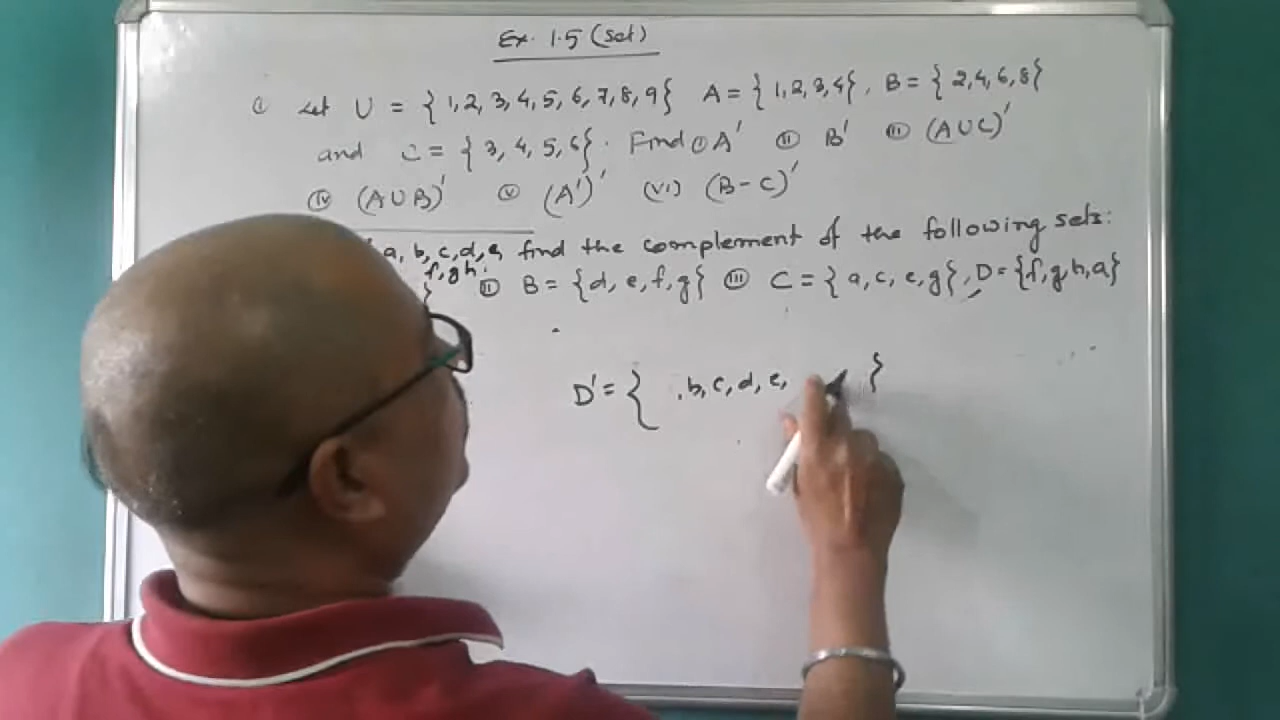 Ex. 1.5 (Set)
① Let U = {1, 2, 3, 4, 5, 6, 7, 8, 9} A = {1, 2, 3, 4}, B = {2, 4, 6, 8}
and C = {3, 4, 5, 6}. Find ① A' ⓘⓘ B' ⓘⓘⓘ (A ∪ C)'
ⓘⓥ (A ∪ B)' ⓥ (A')' (vi) (B - C)'
a, b, c, d, e, find the complement of the following sets:
f, g h.
} ⓘⓘ B = {d, e, f, g} ⓘⓘⓘ C = {a, c, e, g}, D = {f, g, h, a}
D' = { , b, c, d, e, }